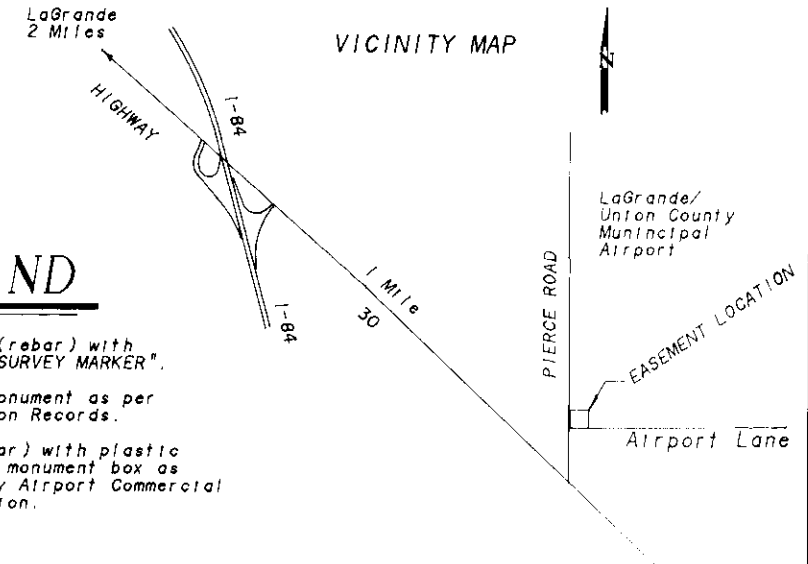 LaGrande
2 Miles
VICINITY MAP
N
HIGHWAY
I-84
LaGrande/
Union County
Munincipal
Airport
PIERCE ROAD
1 Mile
30
I-84
EASEMENT LOCATION
Airport Lane
ND
(rebar) with
SURVEY MARKER".
onument as per
on Records.
ar) with plastic
monument box as
y Airport Commercial
ion.